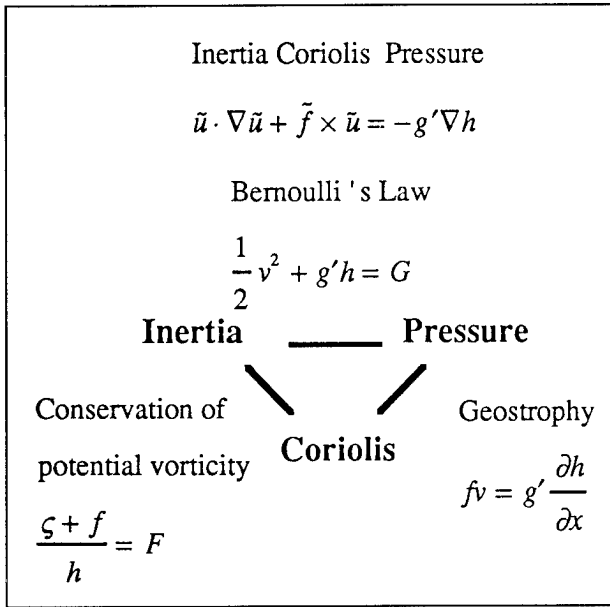 Inertia Coriolis Pressure
ũ · ∇ũ + f̃ × ũ = −g′∇h
Bernoulli 's Law
1/2 v² + g′h = G
Inertia Pressure
Conservation of Geostrophy
potential vorticity Coriolis
fv = g′ ∂h/∂x
(ς + f)/h = F